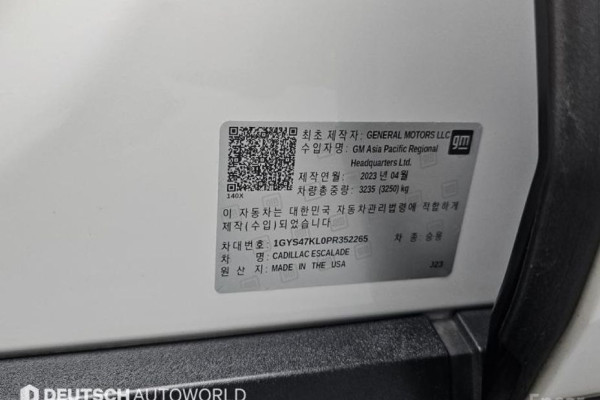 최초 제작자: GENERAL MOTORS LLC gm
수입자명: GM Asia Pacific Regional
Headquarters Ltd.
제작연월: 2023 년 04월
차량총중량: 3235 (3250) kg
140X
이 자동차는 대한민국 자동차관리법령에 적합하게
제작(수입)되었습니다
차대번호: 1GYS47KL0PR352265 차 종 승용
차 명: CADILLAC ESCALADE
원 산 지: MADE IN THE USA J23
DEUTSCH AUTOWORLD
Encar